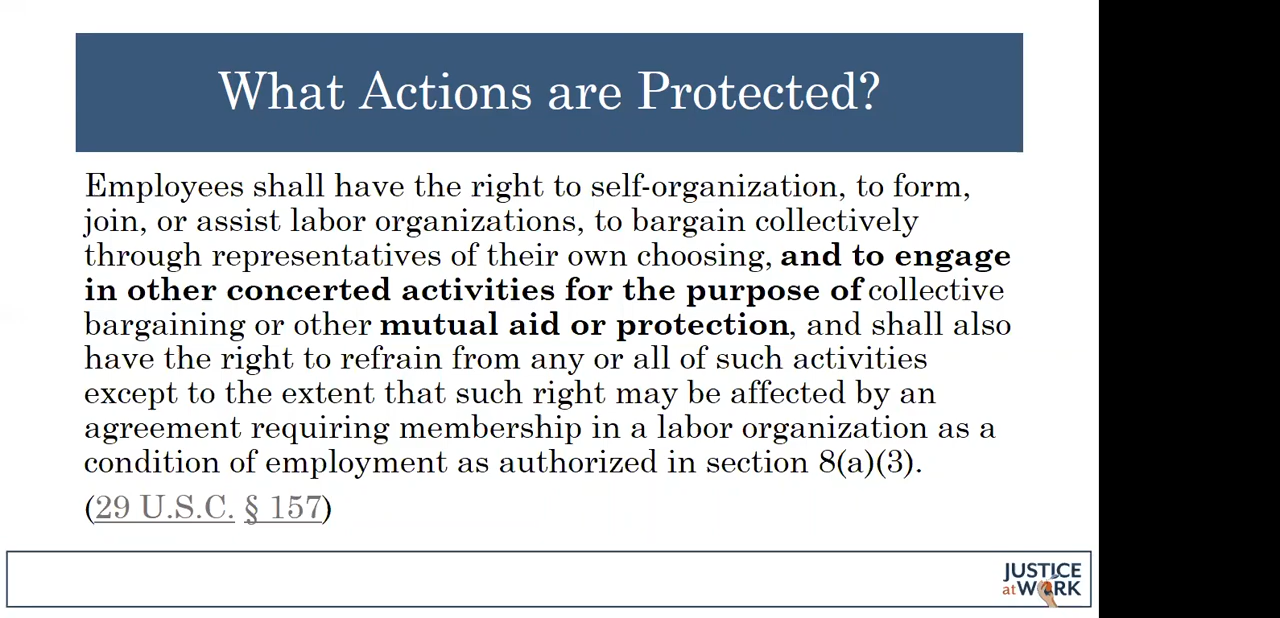 What Actions are Protected?
Employees shall have the right to self-organization, to form,
join, or assist labor organizations, to bargain collectively
through representatives of their own choosing, and to engage
in other concerted activities for the purpose of collective
bargaining or other mutual aid or protection, and shall also
have the right to refrain from any or all of such activities
except to the extent that such right may be affected by an
agreement requiring membership in a labor organization as a
condition of employment as authorized in section 8(a)(3).
(29 U.S.C. § 157)
JUSTICE
at WORK